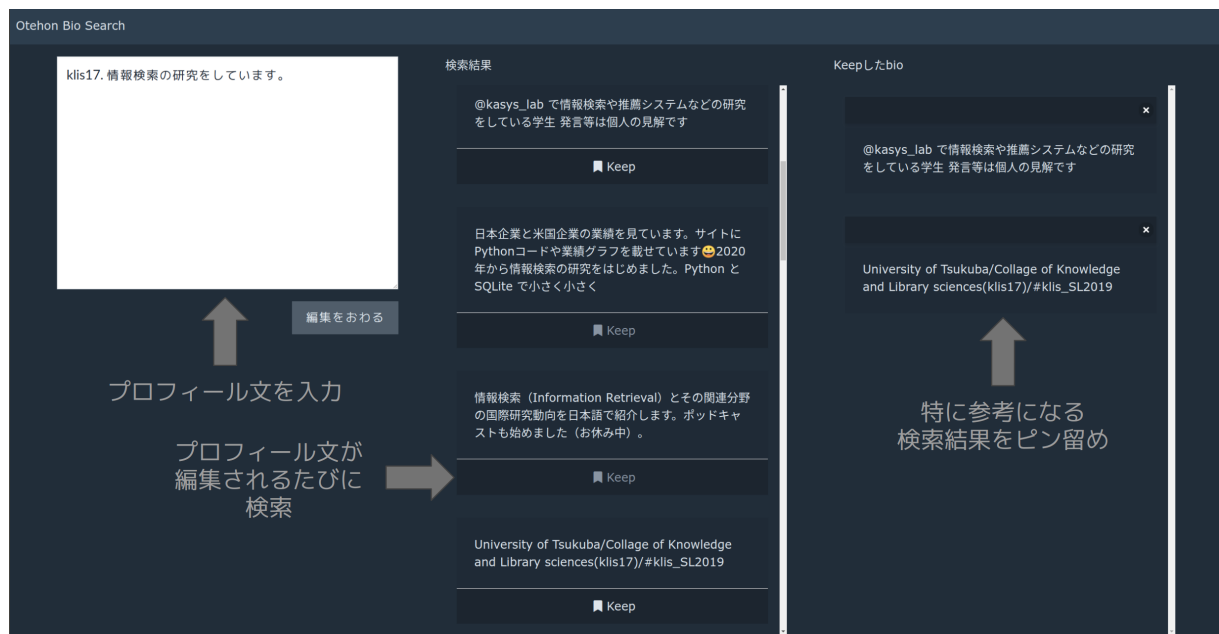 Otehon Bio Search
klis17. 情報検索の研究をしています。
編集をおわる
プロフィール文を入力
プロフィール文が
編集されるたびに
検索
検索結果
@kasys_lab で情報検索や推薦システムなどの研究
をしている学生 発言等は個人の見解です
Keep
日本企業と米国企業の業績を見ています。サイトに
Pythonコードや業績グラフを載せています😀2020
年から情報検索の研究をはじめました。Python と
SQLite で小さく小さく
Keep
情報検索（Information Retrieval）とその関連分野
の国際研究動向を日本語で紹介します。ポッドキャ
ストも始めました（お休み中）。
Keep
University of Tsukuba/Collage of Knowledge
and Library sciences(klis17)/#klis_SL2019
Keep
Keepしたbio
×
@kasys_lab で情報検索や推薦システムなどの研究
をしている学生 発言等は個人の見解です
×
University of Tsukuba/Collage of Knowledge
and Library sciences(klis17)/#klis_SL2019
特に参考になる
検索結果をピン留め